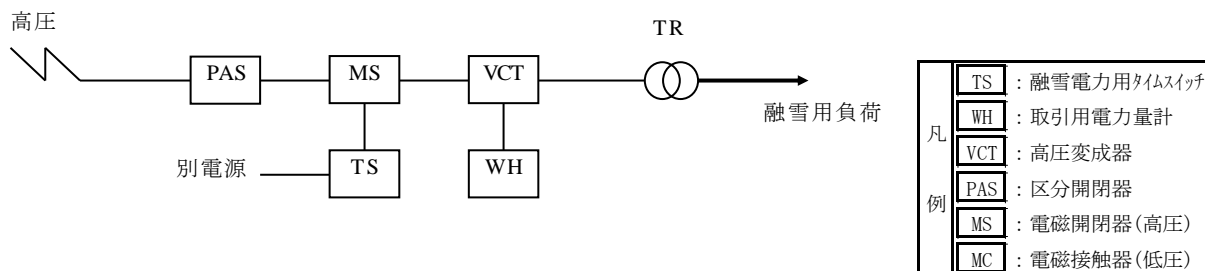 高圧
TR
PAS
MS
VCT
融雪用負荷
別電源
TS
WH
凡例
TS：融雪電力用ﾀｲﾑｽｲｯﾁ
WH：取引用電力量計
VCT：高圧変成器
PAS：区分開閉器
MS：電磁開閉器(高圧)
MC：電磁接触器(低圧)